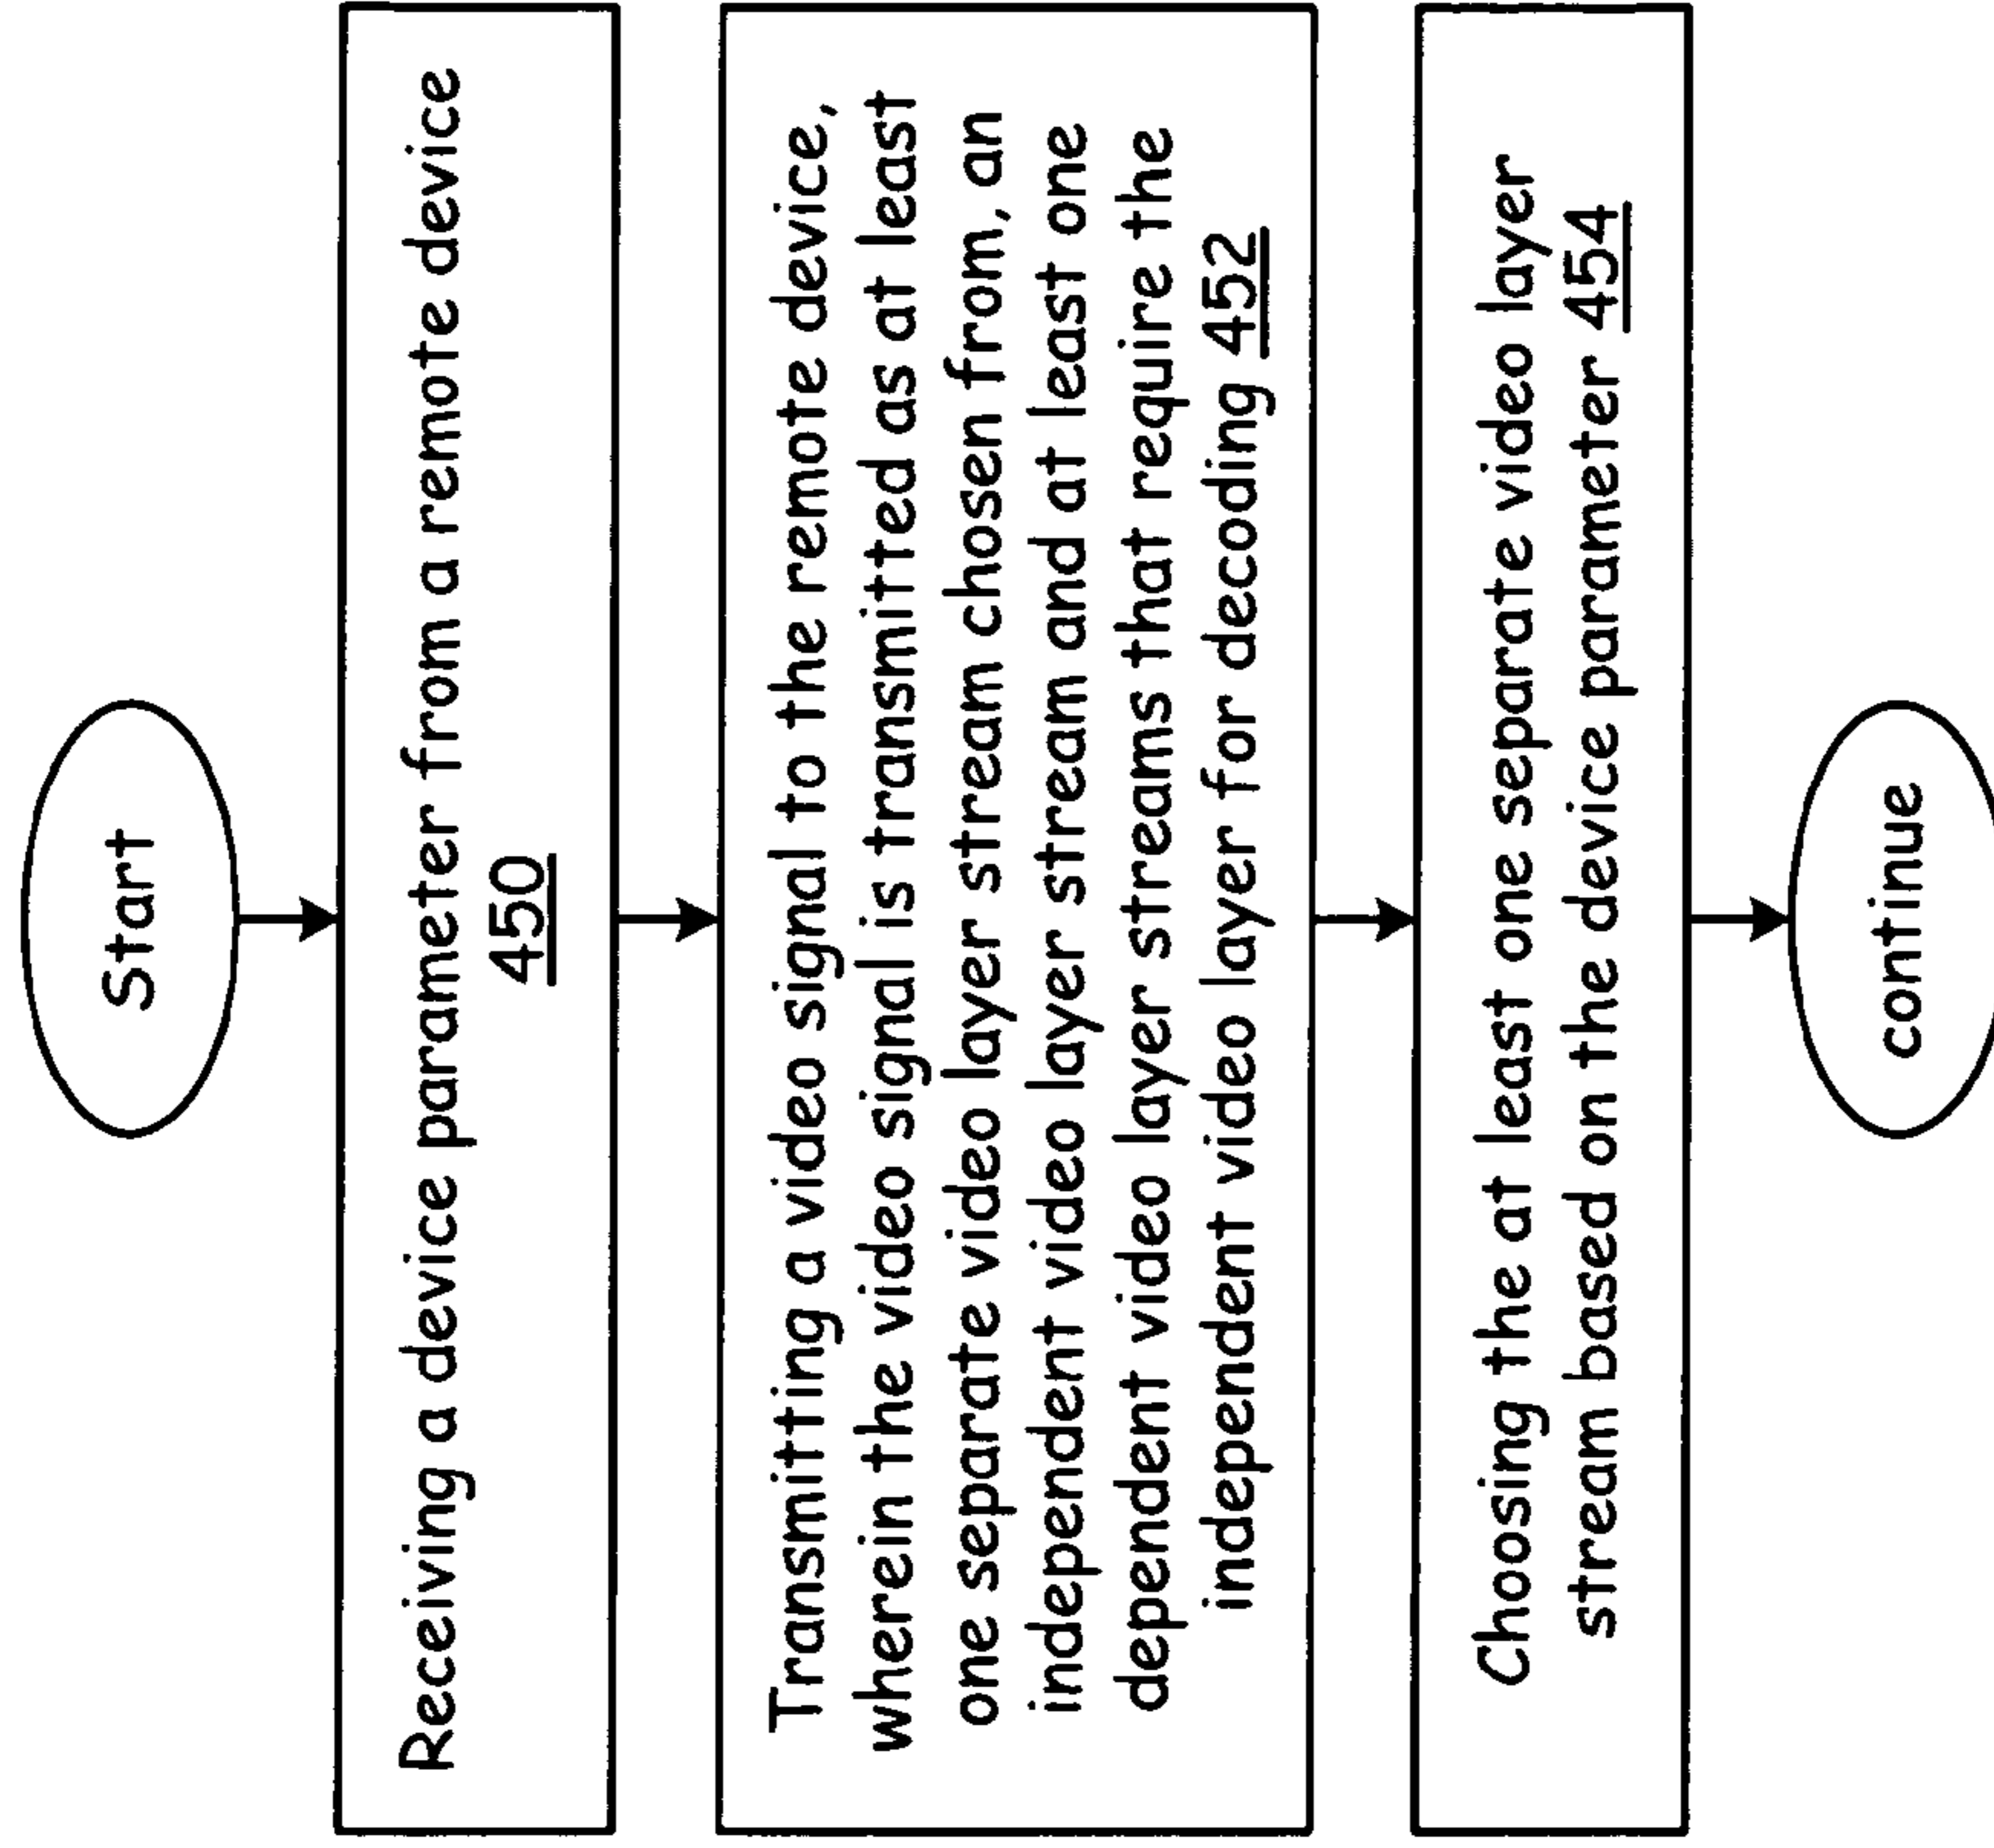 Start
Receiving a device parameter from a remote device
450
Transmitting a video signal to the remote device,
wherein the video signal is transmitted as at least
one separate video layer stream chosen from, an
independent video layer stream and at least one
dependent video layer streams that require the
independent video layer for decoding 452
Choosing the at least one separate video layer
stream based on the device parameter 454
continue